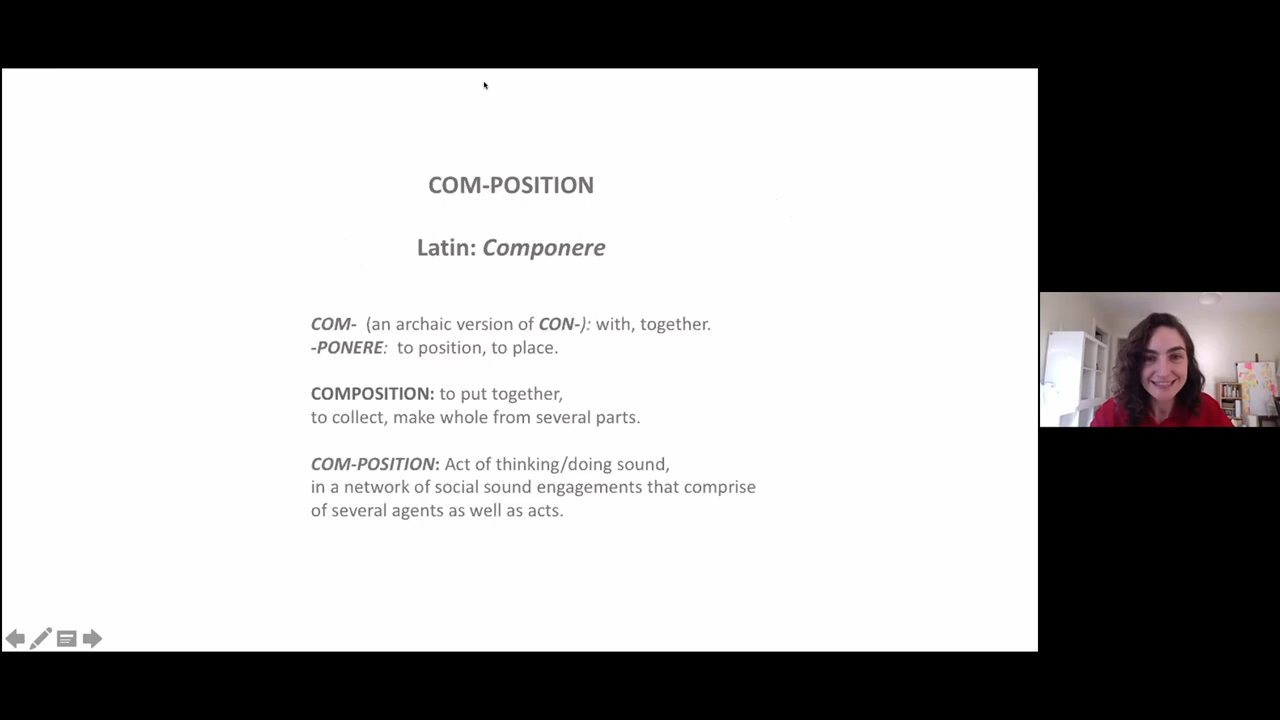 COM-POSITION
Latin: Componere
COM- (an archaic version of CON-): with, together.
-PONERE: to position, to place.
COMPOSITION: to put together,
to collect, make whole from several parts.
COM-POSITION: Act of thinking/doing sound,
in a network of social sound engagements that comprise
of several agents as well as acts.